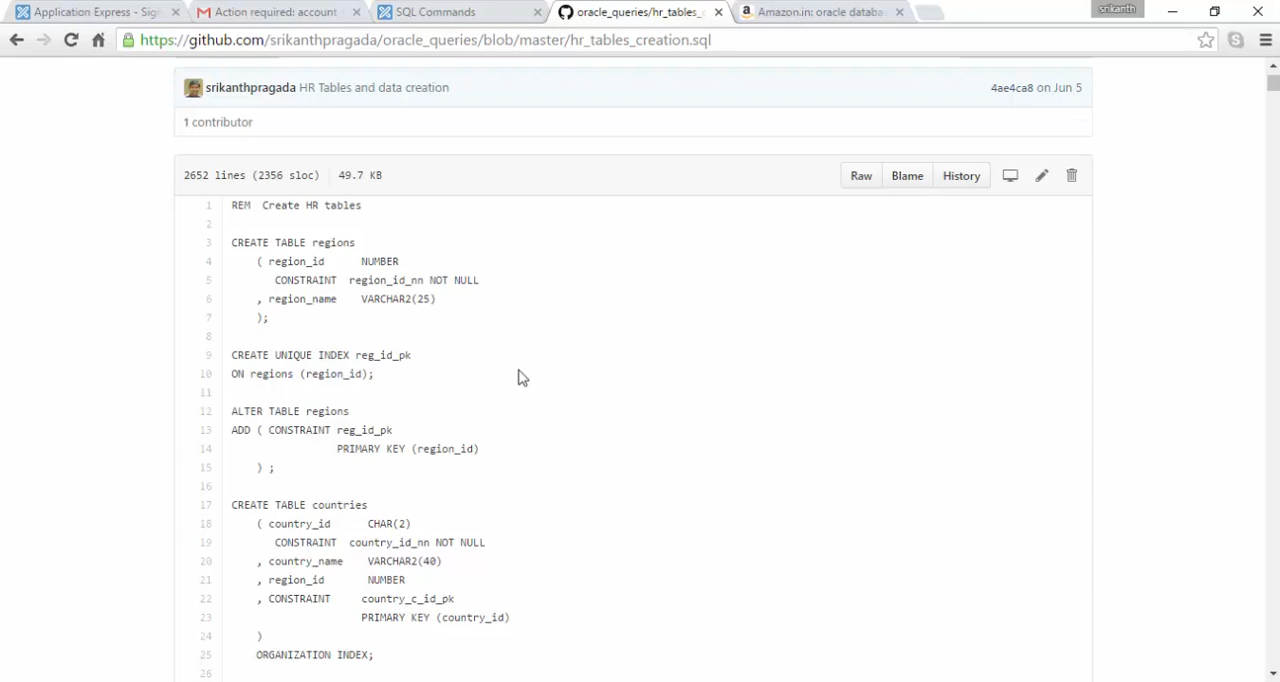 Application Express - Sig
Action required: account
SQL Commands
oracle_queries/hr_tables_
Amazon.in: oracle databa
srikanth
https://github.com/srikanthpragada/oracle_queries/blob/master/hr_tables_creation.sql
srikanthpragada HR Tables and data creation
4ae4ca8 on Jun 5
1 contributor
2652 lines (2356 sloc) 49.7 KB
Raw Blame History
1 REM Create HR tables
2
3 CREATE TABLE regions
4 ( region_id NUMBER
5 CONSTRAINT region_id_nn NOT NULL
6 , region_name VARCHAR2(25)
7 );
8
9 CREATE UNIQUE INDEX reg_id_pk
10 ON regions (region_id);
11
12 ALTER TABLE regions
13 ADD ( CONSTRAINT reg_id_pk
14 PRIMARY KEY (region_id)
15 ) ;
16
17 CREATE TABLE countries
18 ( country_id CHAR(2)
19 CONSTRAINT country_id_nn NOT NULL
20 , country_name VARCHAR2(40)
21 , region_id NUMBER
22 , CONSTRAINT country_c_id_pk
23 PRIMARY KEY (country_id)
24 )
25 ORGANIZATION INDEX;
26